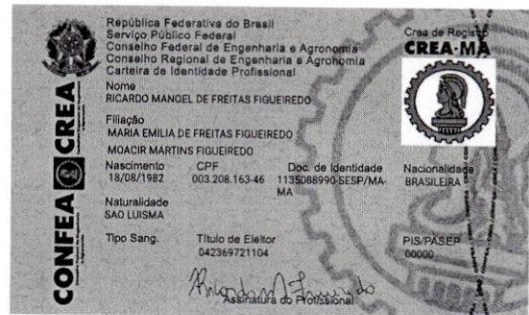 República Federativa do Brasil
Serviço Público Federal
Conselho Federal de Engenharia e Agronomia
Conselho Regional de Engenharia e Agronomia
Carteira de Identidade Profissional
Crea de Registro
CREA-MA
Nome
RICARDO MANOEL DE FREITAS FIGUEIREDO
Filiação
MARIA EMILIA DE FREITAS FIGUEIREDO
MOACIR MARTINS FIGUEIREDO
Nascimento CPF Doc. de Identidade Nacionalidade
18/08/1982 003.208.163-46 1135088990-SESP/MA-MA BRASILEIRA
Naturalidade
SAO LUISMA
Tipo Sang. Título de Eleitor PIS/PASEP
042369721104 00000
Assinatura do Profissional
CONFEA CREA